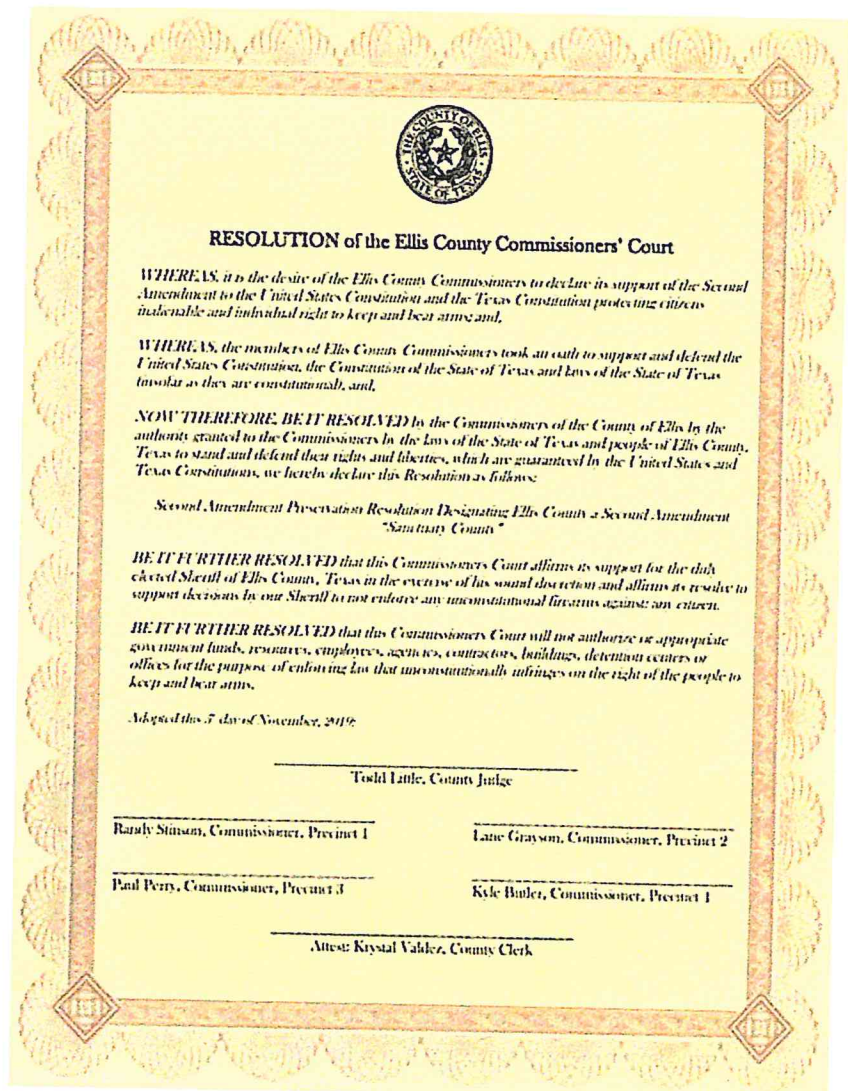 THE COUNTY OF ELLIS
STATE OF TEXAS
RESOLUTION of the Ellis County Commissioners' Court
WHEREAS, it is the desire of the Ellis County Commissioners to declare its support of the Second
Amendment to the United States Constitution and the Texas Constitution protecting citizens
inalienable and individual right to keep and bear arms; and,
WHEREAS, the members of Ellis County Commissioners took an oath to support and defend the
United States Constitution, the Constitution of the State of Texas and laws of the State of Texas
(insofar as they are constitutional), and,
NOW THEREFORE, BE IT RESOLVED by the Commissioners of the County of Ellis by the
authority granted to the Commissioners by the laws of the State of Texas and people of Ellis County,
Texas to stand and defend their rights and liberties, which are guaranteed by the United States and
Texas Constitutions, we hereby declare this Resolution as follows:
Second Amendment Preservation Resolution Designating Ellis County a Second Amendment
"Sanctuary County"
BE IT FURTHER RESOLVED that this Commissioners Court affirms its support for the duly
elected Sheriff of Ellis County, Texas in the exercise of his sound discretion and affirms its resolve to
support decisions by our Sheriff to not enforce any unconstitutional firearms against any citizen.
BE IT FURTHER RESOLVED that this Commissioners Court will not authorize or appropriate
government funds, resources, employees, agencies, contractors, buildings, detention centers or
offices for the purpose of enforcing law that unconstitutionally infringes on the right of the people to
keep and bear arms.
Adopted this 5 day of November, 2019:
Todd Little, County Judge
Randy Stinson, Commissioner, Precinct 1
Lane Grayson, Commissioner, Precinct 2
Paul Perry, Commissioner, Precinct 3
Kyle Butler, Commissioner, Precinct 4
Attest: Krystal Valdez, County Clerk